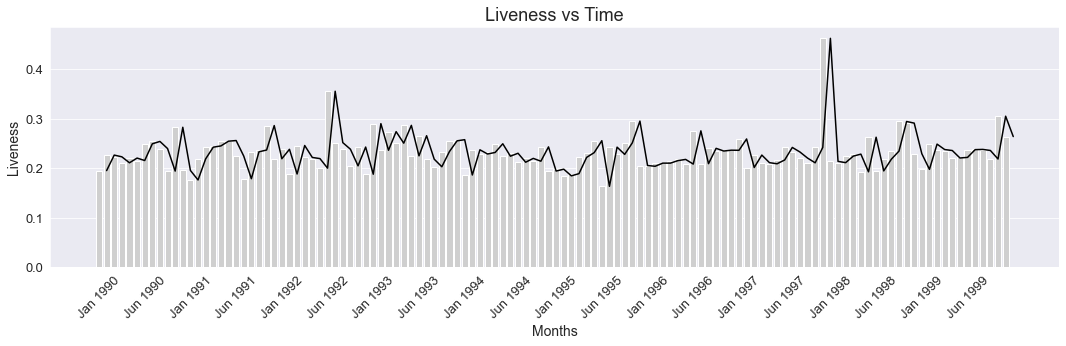 Liveness vs Time
Liveness
0.4
0.3
0.2
0.1
0.0
Jan 1990
Jun 1990
Jan 1991
Jun 1991
Jan 1992
Jun 1992
Jan 1993
Jun 1993
Jan 1994
Jun 1994
Jan 1995
Jun 1995
Jan 1996
Jun 1996
Jan 1997
Jun 1997
Jan 1998
Jun 1998
Jan 1999
Jun 1999
Months